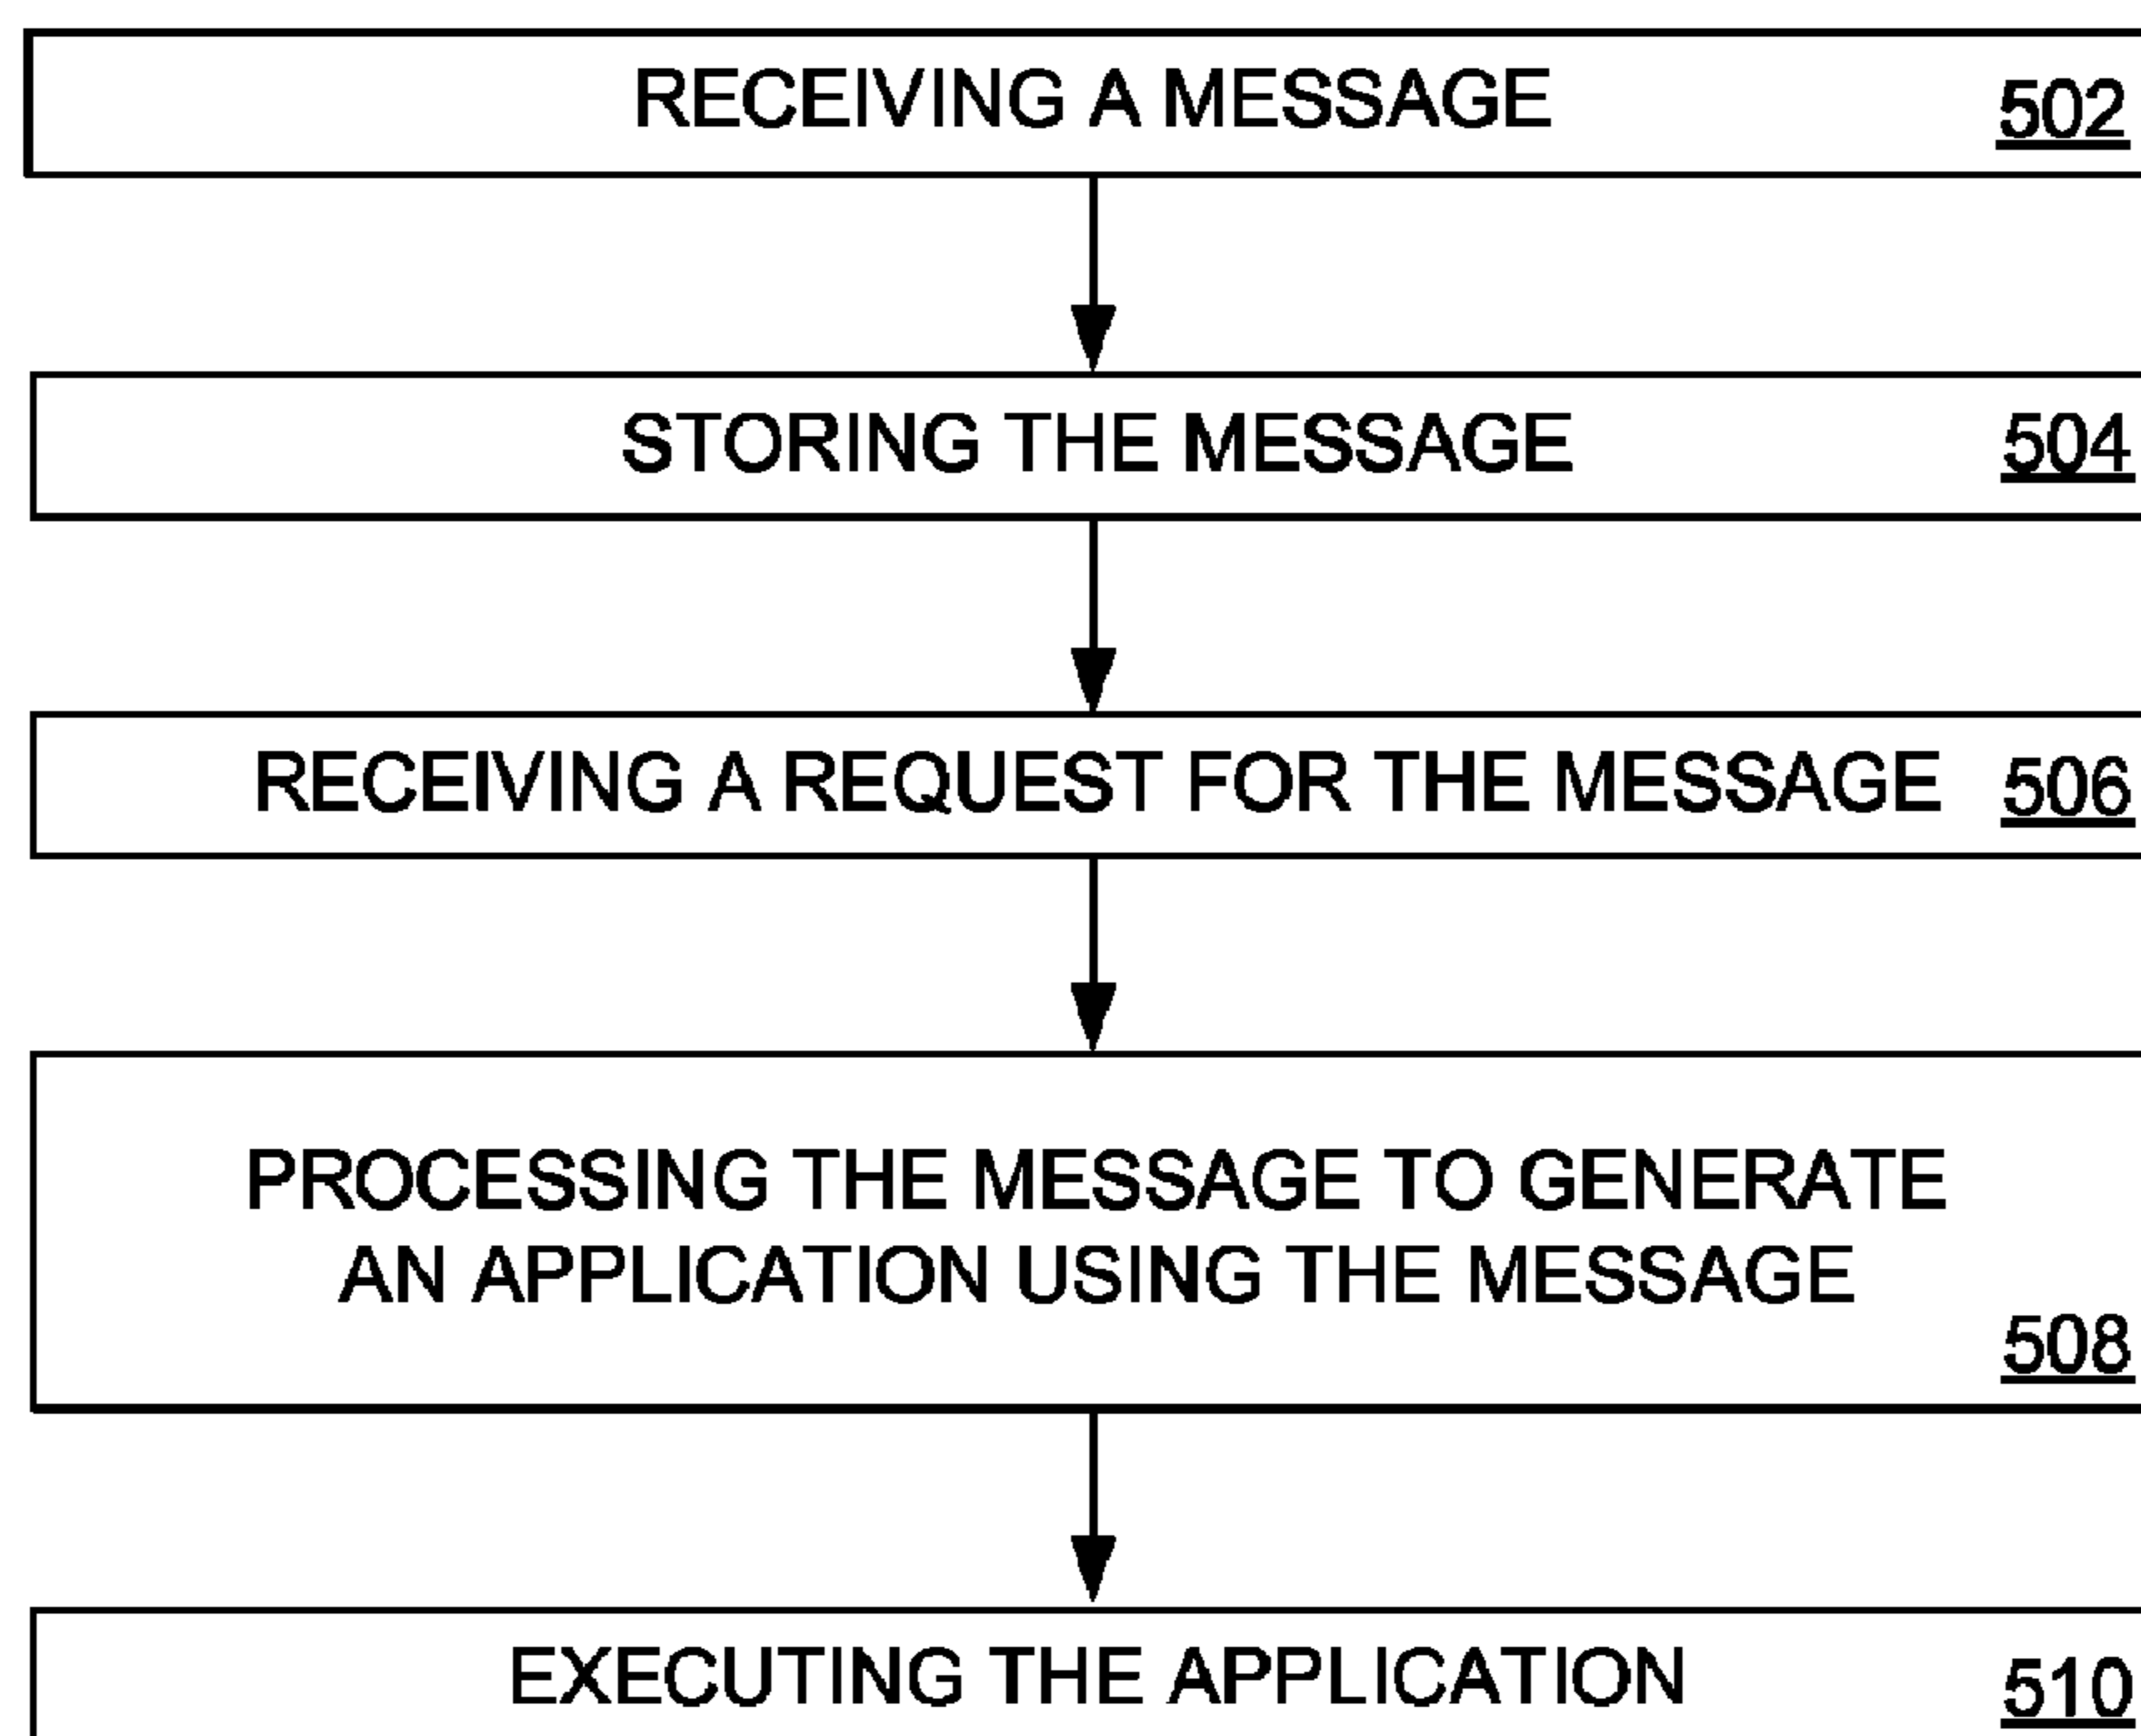 RECEIVING A MESSAGE 502
STORING THE MESSAGE 504
RECEIVING A REQUEST FOR THE MESSAGE 506
PROCESSING THE MESSAGE TO GENERATE
AN APPLICATION USING THE MESSAGE
508
EXECUTING THE APPLICATION 510